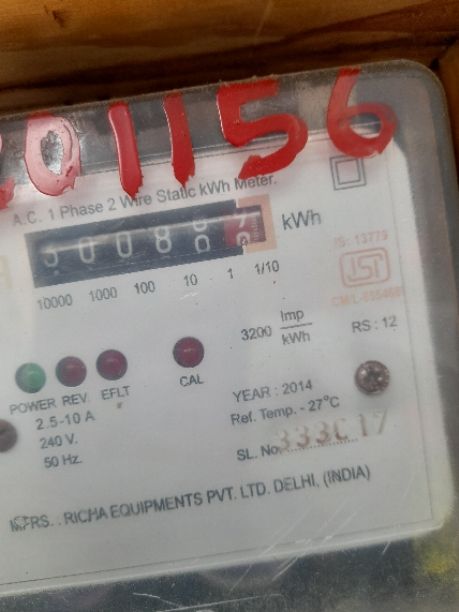 201156
A.C. 1 Phase 2 Wire Static kWh Meter.
kWh
IS : 13779
10000 1000 100 10 1 1/10
3200 Imp/kWh
RS : 12
POWER REV. EFLT CAL
2.5-10 A
240 V.
50 Hz.
YEAR : 2014
Ref. Temp. - 27°C
SL. No. 333C17
MFRS. : RICHA EQUIPMENTS PVT. LTD. DELHI, (INDIA)